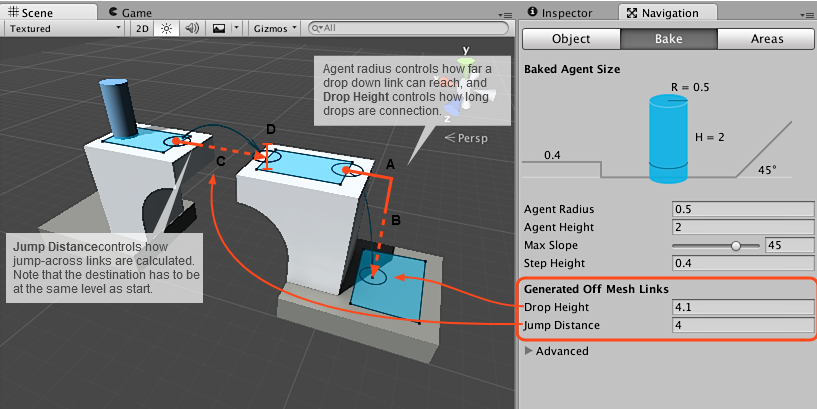 Scene
Game
Textured
2D
Gizmos
All
Agent radius controls how far a
drop down link can reach, and
Drop Height controls how long
drops are connection.
y
z
Persp
D
C
A
B
Jump Distancecontrols how
jump-across links are calculated.
Note that the destination has to be
at the same level as start.
Inspector
Navigation
Object
Bake
Areas
Baked Agent Size
R = 0.5
H = 2
0.4
45°
Agent Radius 0.5
Agent Height 2
Max Slope 45
Step Height 0.4
Generated Off Mesh Links
Drop Height 4.1
Jump Distance 4
Advanced